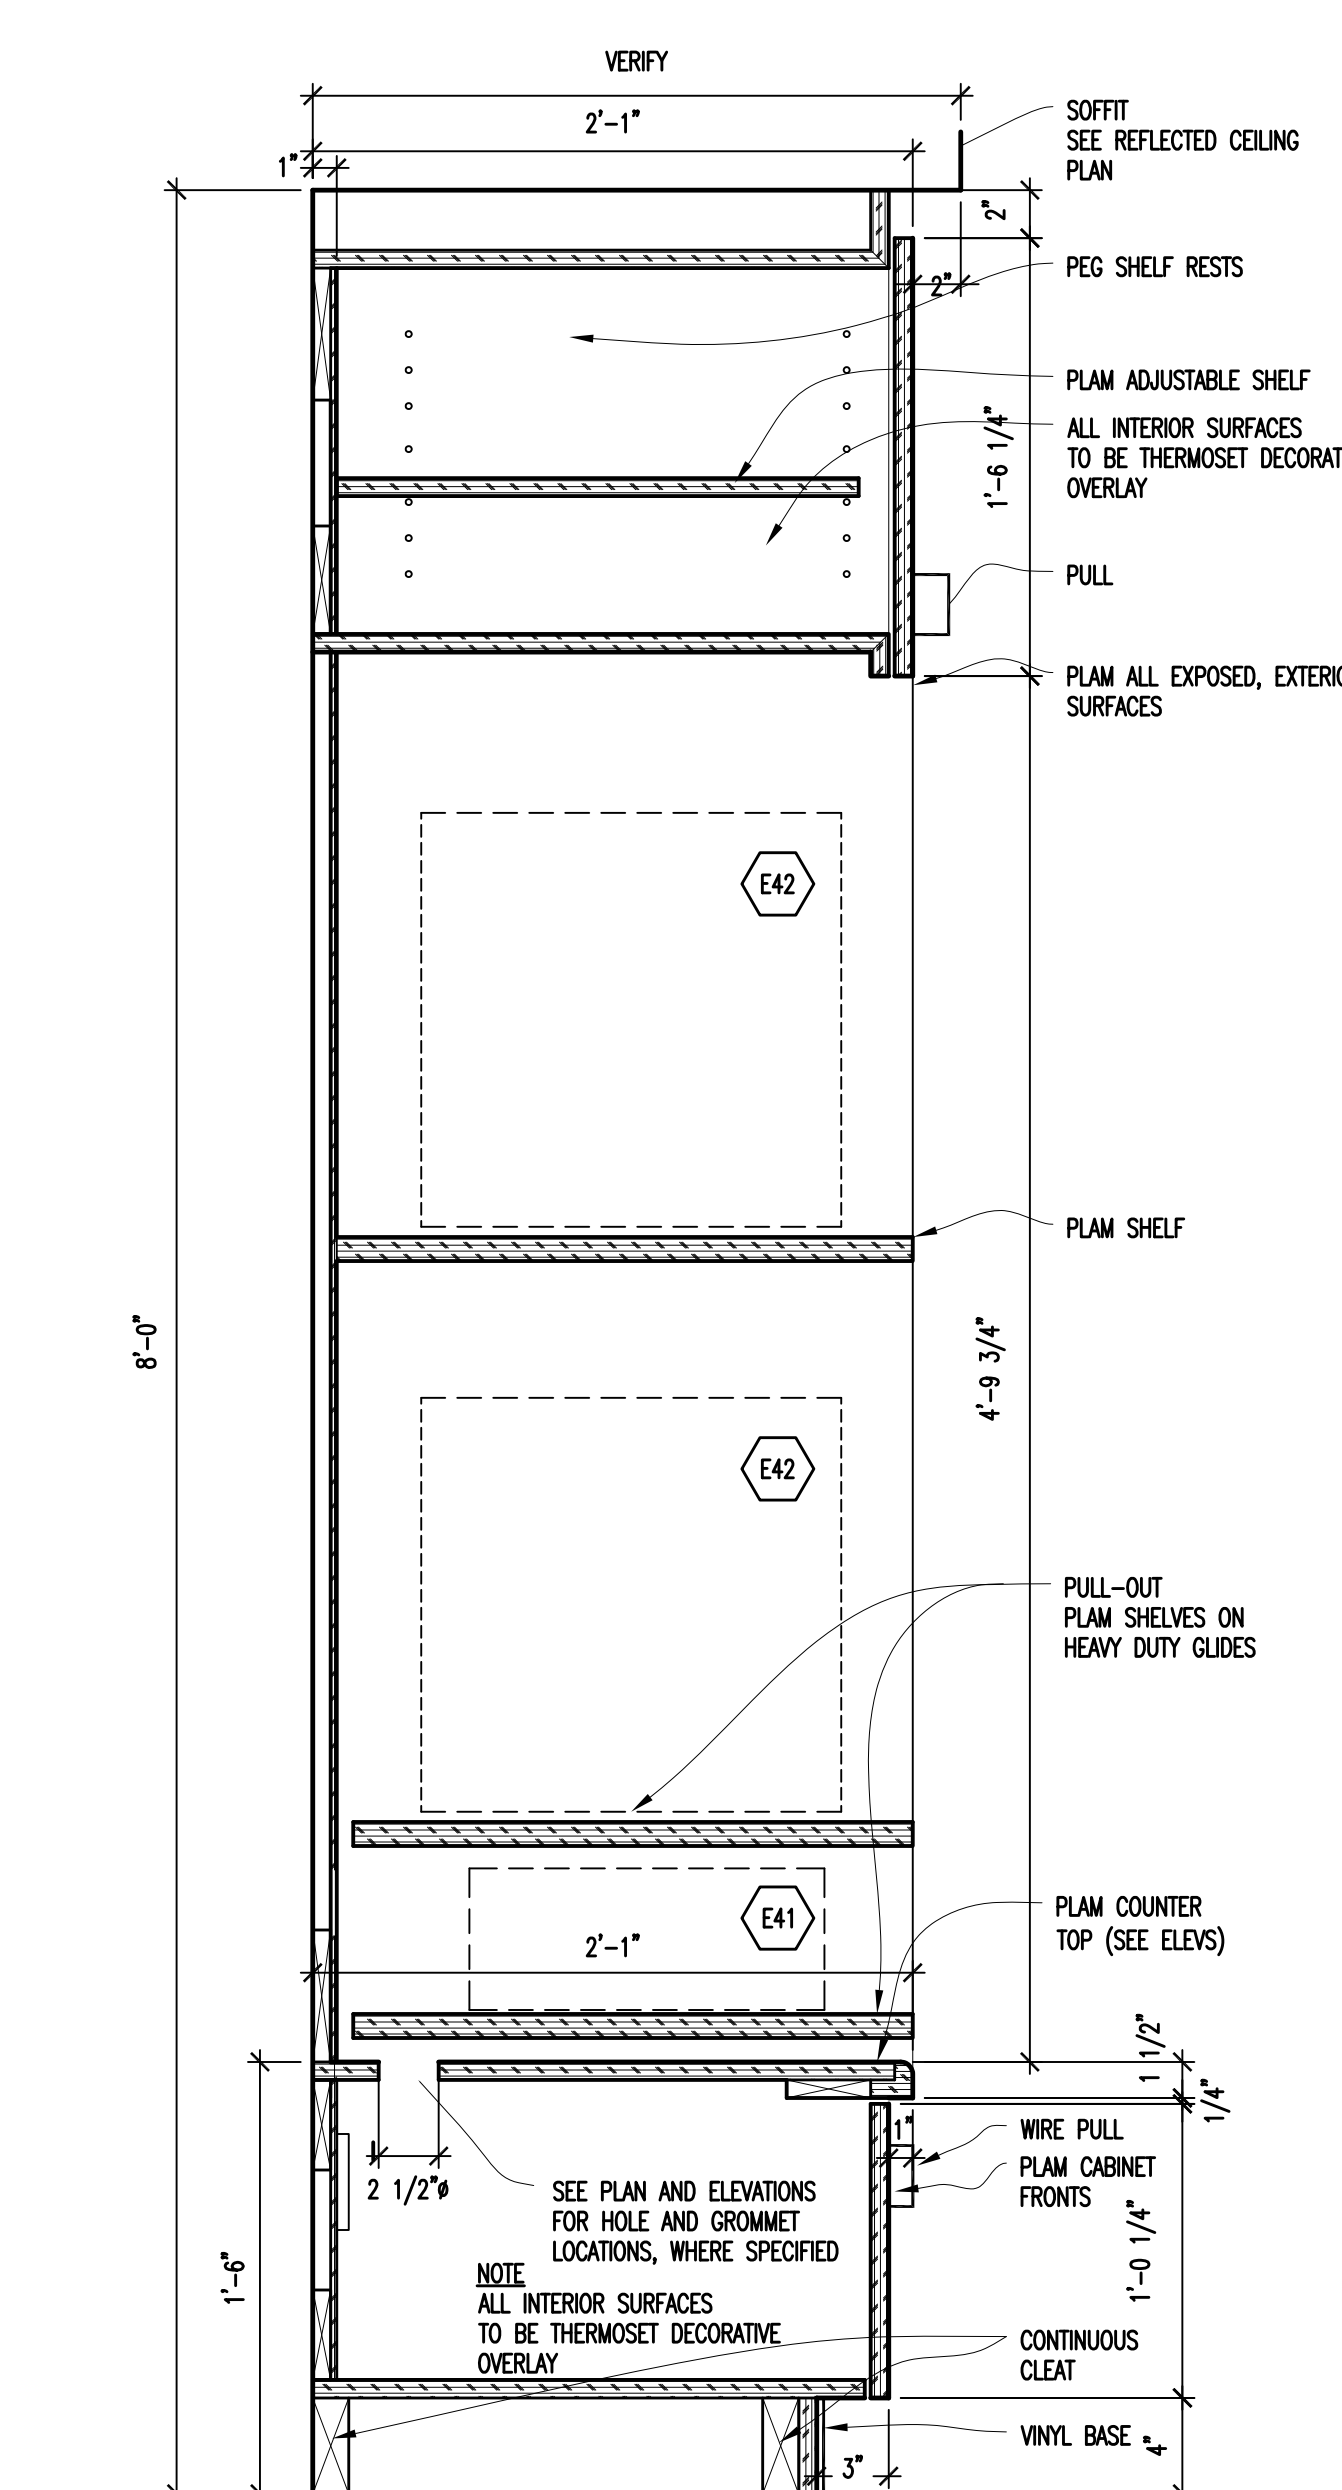 VERIFY
2'-1"
1"
SOFFIT
SEE REFLECTED CEILING
PLAN
2"
PEG SHELF RESTS
2"
PLAM ADJUSTABLE SHELF
1'-6 1/4"
ALL INTERIOR SURFACES
TO BE THERMOSET DECORAT
OVERLAY
PULL
PLAM ALL EXPOSED, EXTERIO
SURFACES
E42
PLAM SHELF
8'-0"
4'-9 3/4"
E42
PULL-OUT
PLAM SHELVES ON
HEAVY DUTY GLIDES
E41
2'-1"
PLAM COUNTER
TOP (SEE ELEVS)
1 1/2"
1/4"
1"
WIRE PULL
PLAM CABINET
FRONTS
2 1/2"ø
SEE PLAN AND ELEVATIONS
FOR HOLE AND GROMMET
LOCATIONS, WHERE SPECIFIED
1'-6"
1'-0 1/4"
NOTE
ALL INTERIOR SURFACES
TO BE THERMOSET DECORATIVE
OVERLAY
CONTINUOUS
CLEAT
VINYL BASE
4"
3"